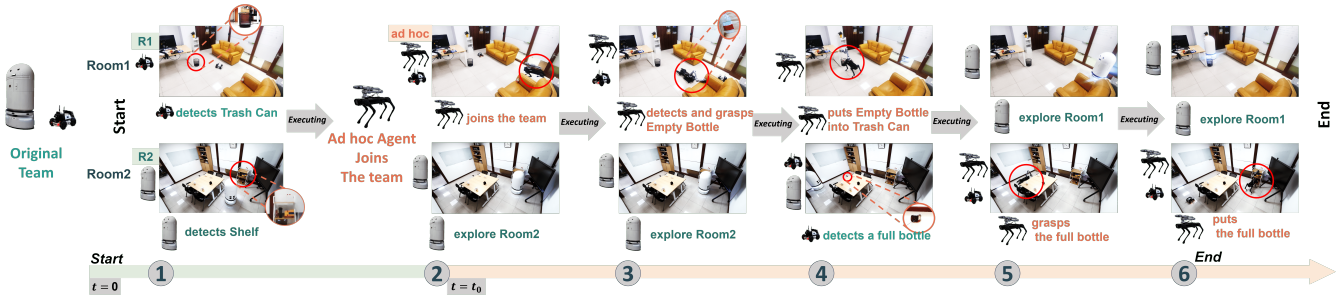 Original
Team
Start
R1
Room1
detects Trash Can
R2
Room2
detects Shelf
Executing
Ad hoc Agent
Joins
The team
ad hoc
joins the team
explore Room2
Executing
detects and grasps
Empty Bottle
explore Room2
Executing
puts Empty Bottle
into Trash Can
detects a full bottle
Executing
explore Room1
grasps
the full bottle
Executing
explore Room1
puts
the full bottle
End
Start
End
1
2
3
4
5
6
t = 0
t = t₀